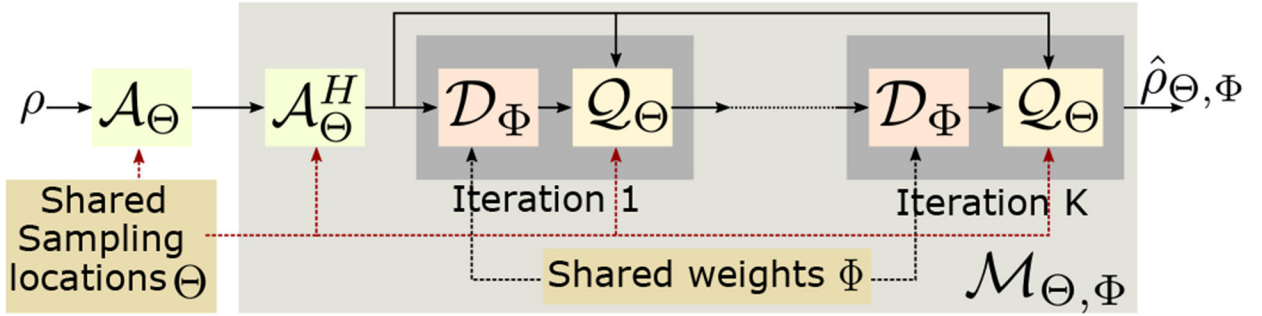 ρ 𝒜_Θ 𝒜_Θ^H 𝒟_Φ 𝒬_Θ 𝒟_Φ 𝒬_Θ ρ̂_Θ,Φ
Iteration 1
Iteration K
Shared
Sampling
locations Θ
Shared weights Φ
ℳ_Θ,Φ